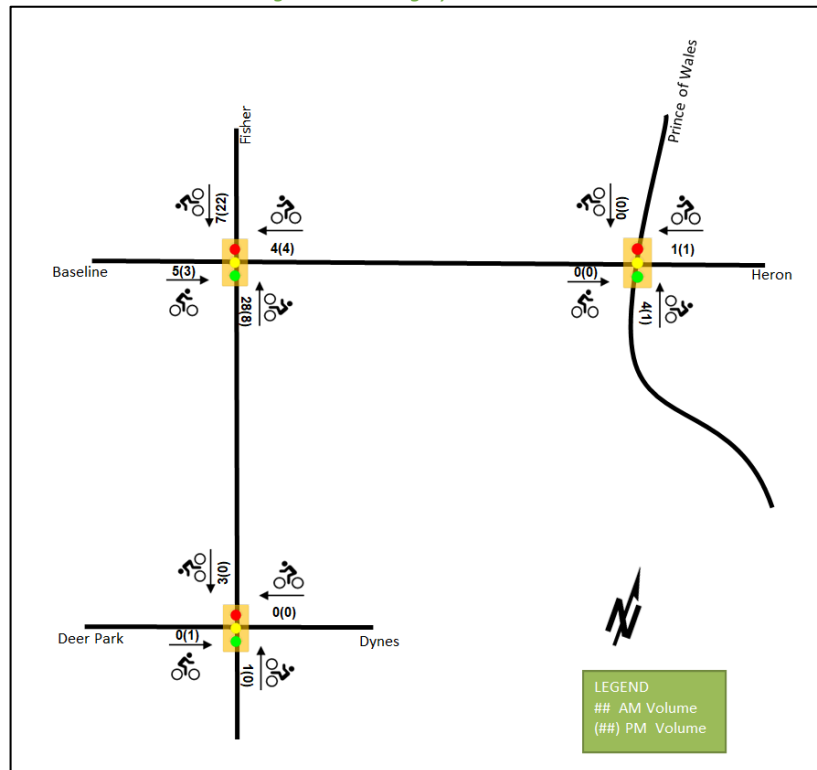 Fisher
Prince of Wales
7(22)
4(4)
0(0)
1(1)
Baseline
5(3)
0(0)
Heron
28(8)
4(1)
3(0)
0(0)
Deer Park
0(1)
Dynes
1(0)
N
LEGEND
## AM Volume
(##) PM Volume